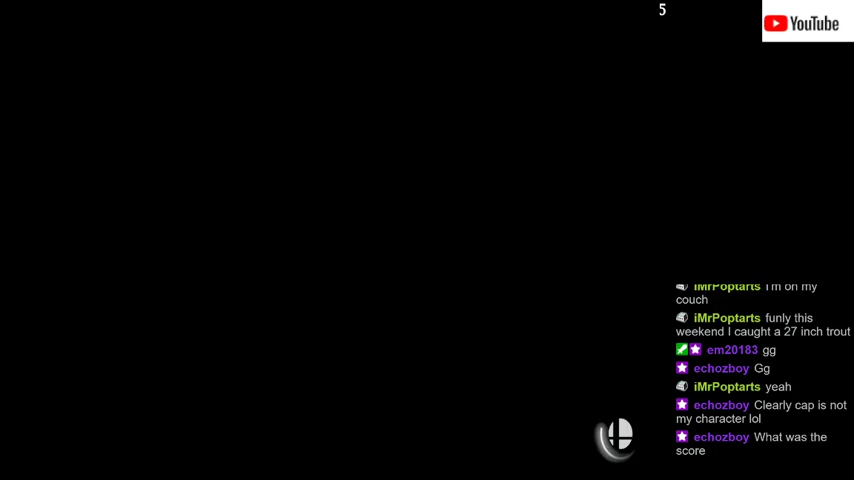 5
YouTube
iMrPoptarts I'm on my
couch
iMrPoptarts funly this
weekend I caught a 27 inch trout
em20183 gg
echozboy Gg
iMrPoptarts yeah
echozboy Clearly cap is not
my character lol
echozboy What was the
score